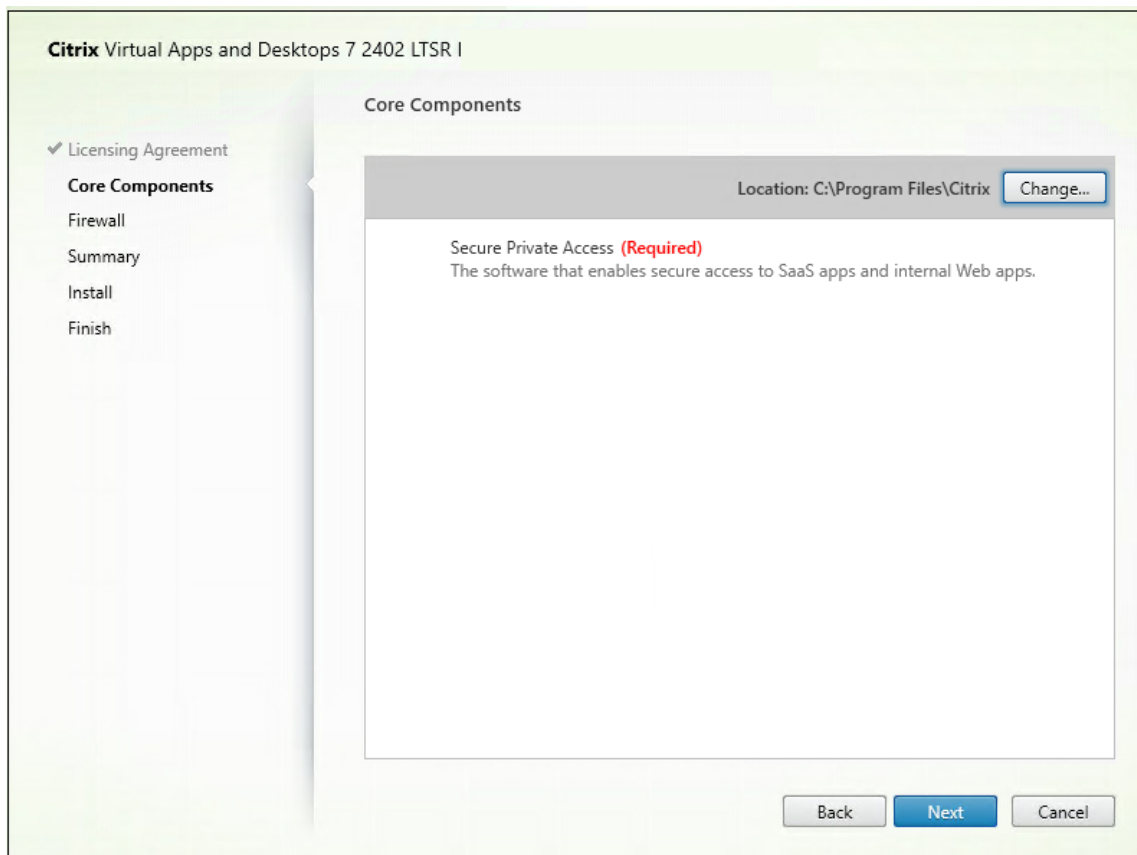 Citrix Virtual Apps and Desktops 7 2402 LTSR I
Core Components
Licensing Agreement
Core Components
Firewall
Summary
Install
Finish
Location: C:\Program Files\Citrix
Change...
Secure Private Access (Required)
The software that enables secure access to SaaS apps and internal Web apps.
Back
Next
Cancel